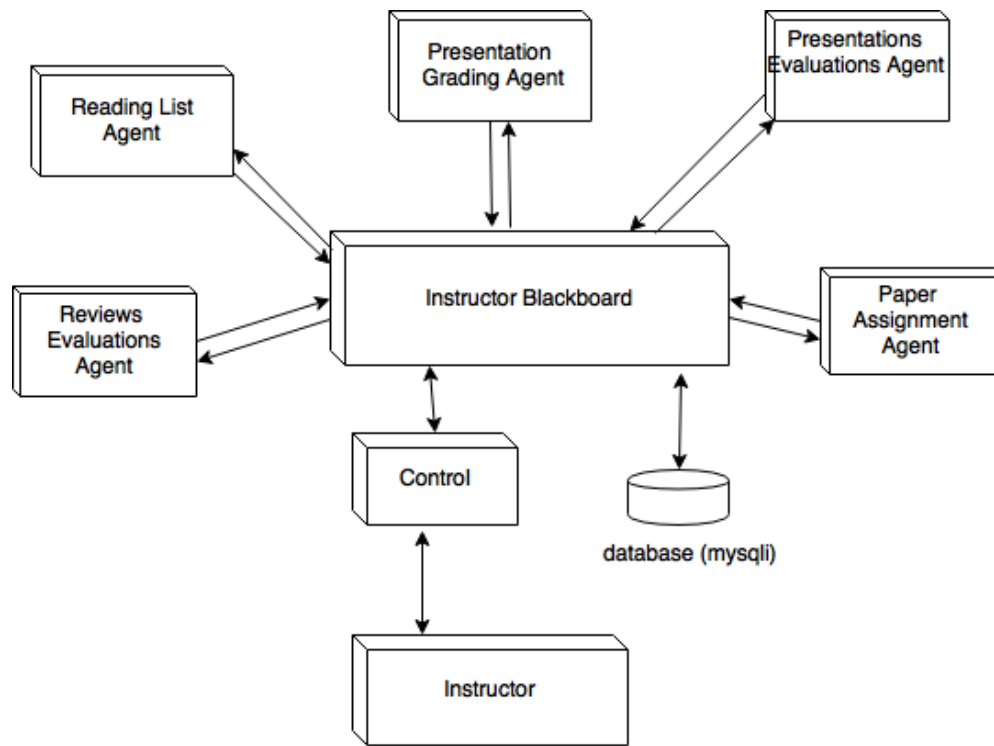 Presentation
Grading Agent
Presentations
Evaluations Agent
Reading List
Agent
Instructor Blackboard
Reviews
Evaluations
Agent
Paper
Assignment
Agent
Control
database (mysqli)
Instructor